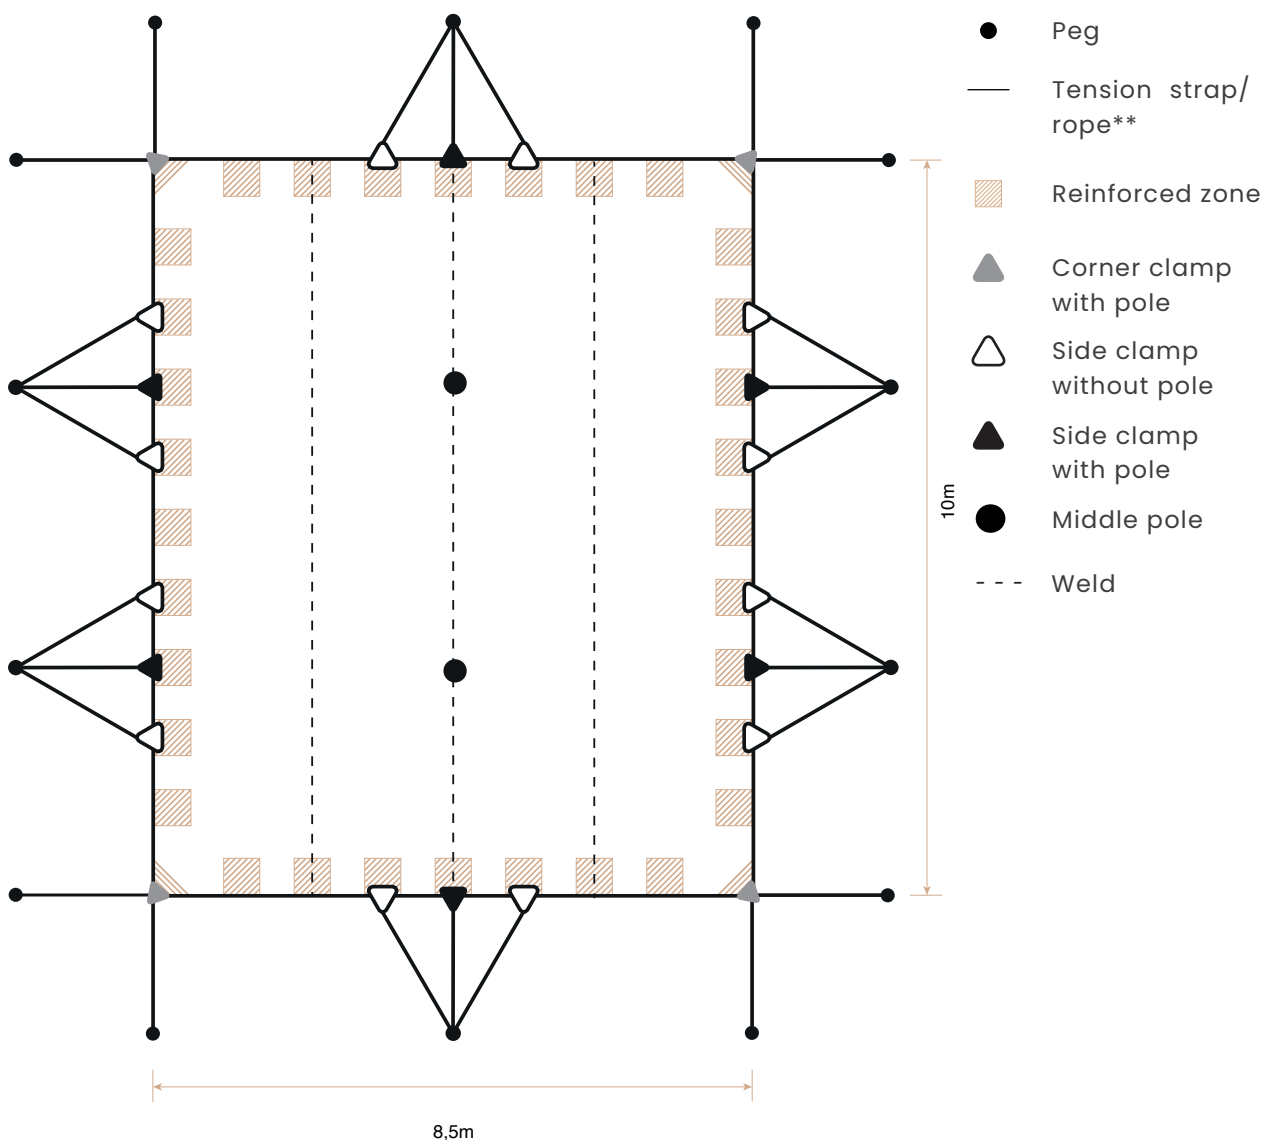 Peg
Tension strap/
rope**
Reinforced zone
Corner clamp
with pole
Side clamp
without pole
Side clamp
with pole
Middle pole
Weld
10m
8,5m